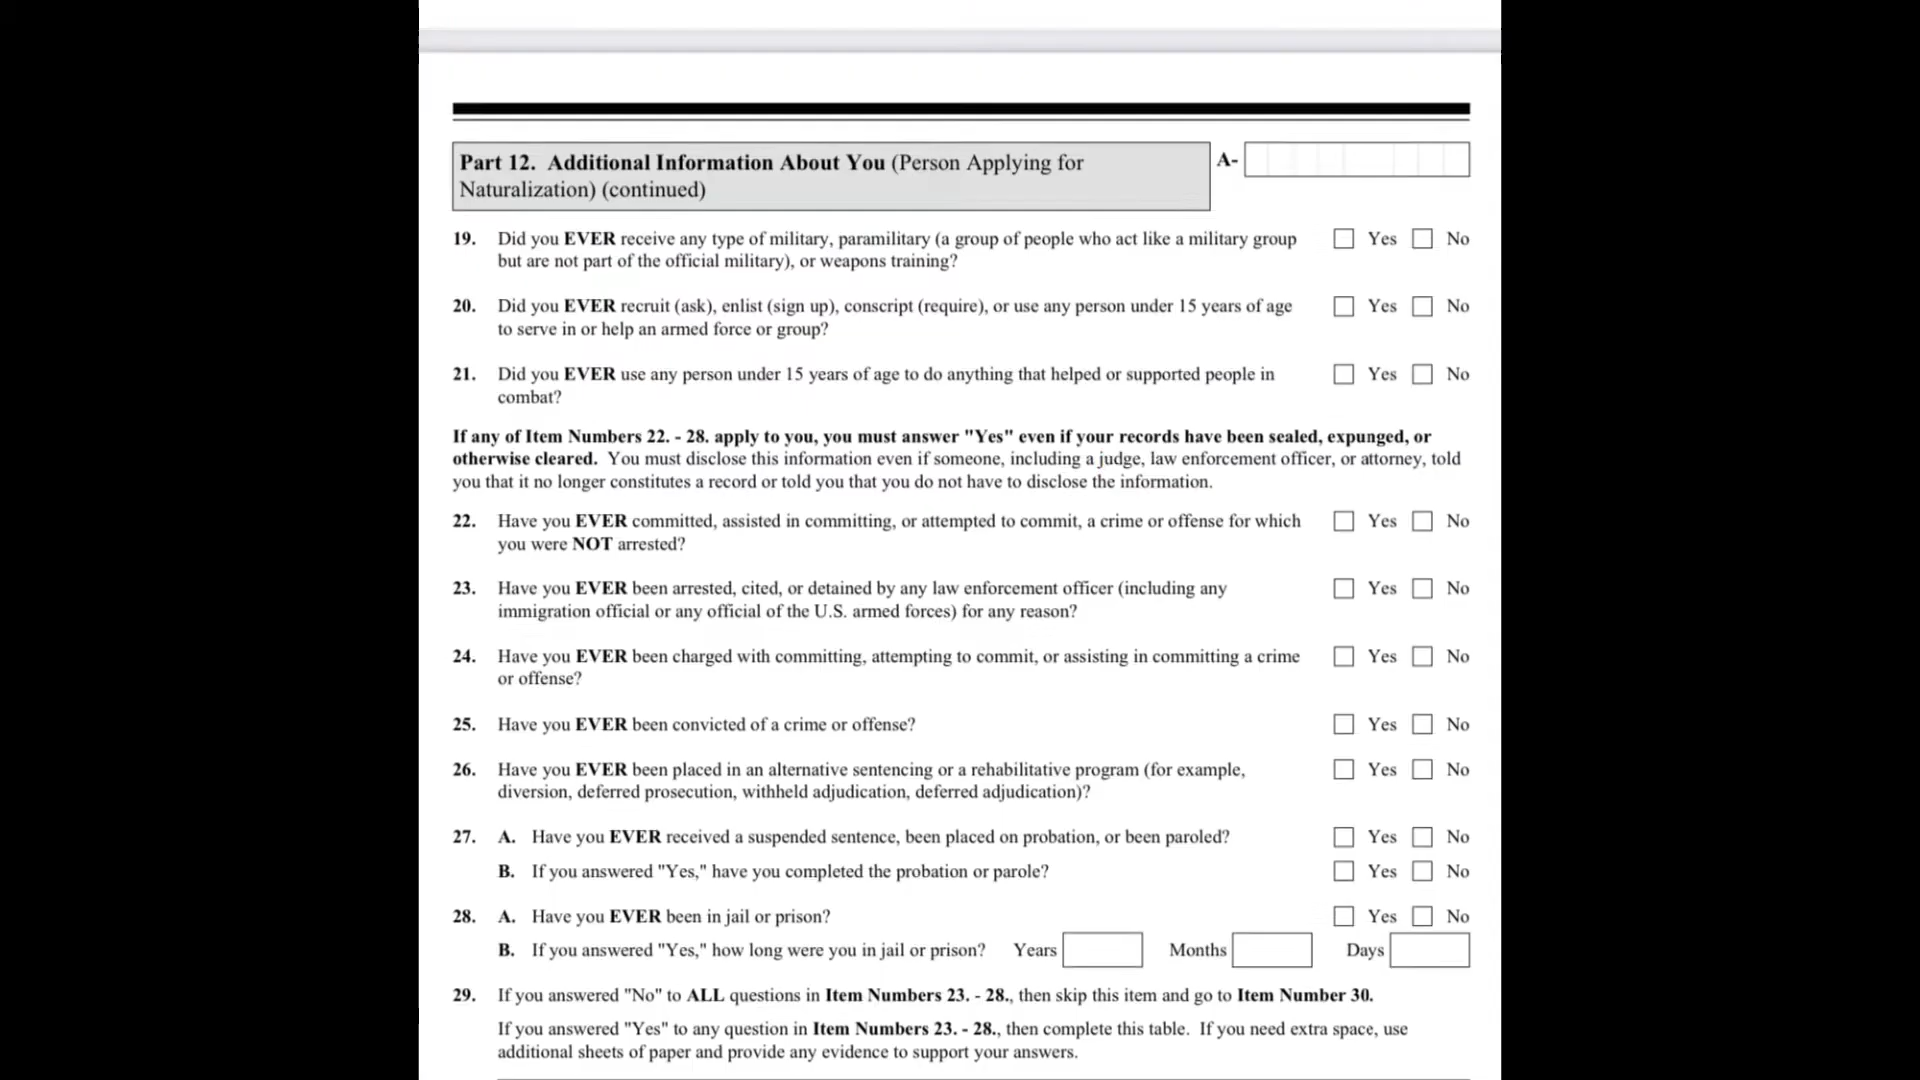 Part 12. Additional Information About You (Person Applying for
Naturalization) (continued)
A-
19. Did you EVER receive any type of military, paramilitary (a group of people who act like a military group
but are not part of the official military), or weapons training?
Yes No
20. Did you EVER recruit (ask), enlist (sign up), conscript (require), or use any person under 15 years of age
to serve in or help an armed force or group?
Yes No
21. Did you EVER use any person under 15 years of age to do anything that helped or supported people in
combat?
Yes No
If any of Item Numbers 22. - 28. apply to you, you must answer "Yes" even if your records have been sealed, expunged, or
otherwise cleared. You must disclose this information even if someone, including a judge, law enforcement officer, or attorney, told
you that it no longer constitutes a record or told you that you do not have to disclose the information.
22. Have you EVER committed, assisted in committing, or attempted to commit, a crime or offense for which
you were NOT arrested?
Yes No
23. Have you EVER been arrested, cited, or detained by any law enforcement officer (including any
immigration official or any official of the U.S. armed forces) for any reason?
Yes No
24. Have you EVER been charged with committing, attempting to commit, or assisting in committing a crime
or offense?
Yes No
25. Have you EVER been convicted of a crime or offense?
Yes No
26. Have you EVER been placed in an alternative sentencing or a rehabilitative program (for example,
diversion, deferred prosecution, withheld adjudication, deferred adjudication)?
Yes No
27. A. Have you EVER received a suspended sentence, been placed on probation, or been paroled?
Yes No
B. If you answered "Yes," have you completed the probation or parole?
Yes No
28. A. Have you EVER been in jail or prison?
Yes No
B. If you answered "Yes," how long were you in jail or prison? Years Months Days
29. If you answered "No" to ALL questions in Item Numbers 23. - 28., then skip this item and go to Item Number 30.
If you answered "Yes" to any question in Item Numbers 23. - 28., then complete this table. If you need extra space, use
additional sheets of paper and provide any evidence to support your answers.